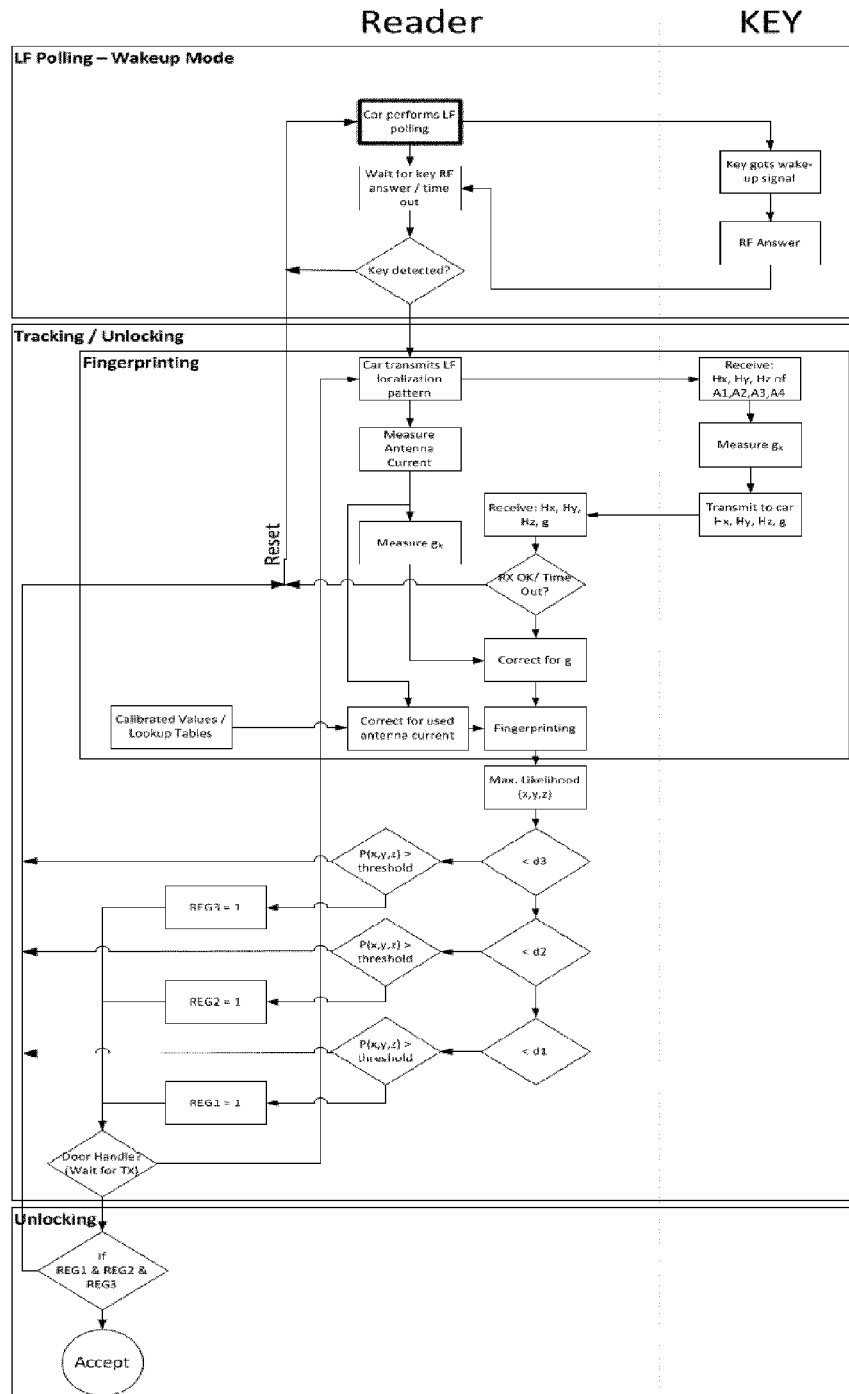 Reader
KEY
LF Polling – Wakeup Mode
Car performs LF
polling
Wait for key RF
answer / time
out
Key gots wake-
up signal
RF Answer
Key detected?
Tracking / Unlocking
Fingerprinting
Car transmits LF
localization
pattern
Receive:
Hx, Hy, Hz of
A1,A2,A3,A4
Measure
Antenna
Current
Measure gk
Receive: Hx, Hy,
Hz, g
Transmit to car
Hx, Hy, Hz, g
Reset
Measure gk
RX OK/ Time
Out?
Correct for g
Calibrated Values /
Lookup Tables
Correct for used
antenna current
Fingerprinting
Max. Likelihood
(x,y,z)
P(x,y,z) >
threshold
< d3
REG3 = 1
P(x,y,z) >
threshold
< d2
REG2 = 1
P(x,y,z) >
threshold
< d1
REG1 = 1
Door Handle?
(Wait for TX)
Unlocking
If
REG1 & REG2 &
REG3
Accept